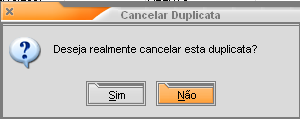 Cancelar Duplicata
Deseja realmente cancelar esta duplicata?
Sim
Não